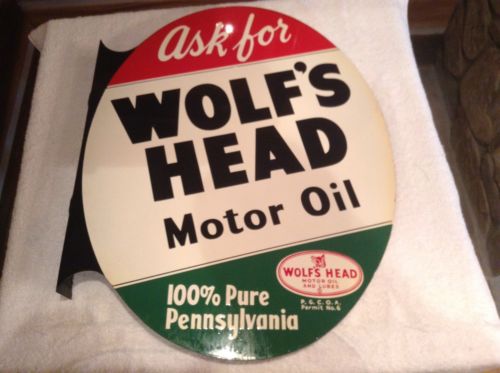 Ask for
WOLF'S
HEAD
Motor Oil
100% Pure
Pennsylvania
WOLF'S HEAD
MOTOR OIL
AND LUBES
P. G. C. O. A.
Permit No. 6